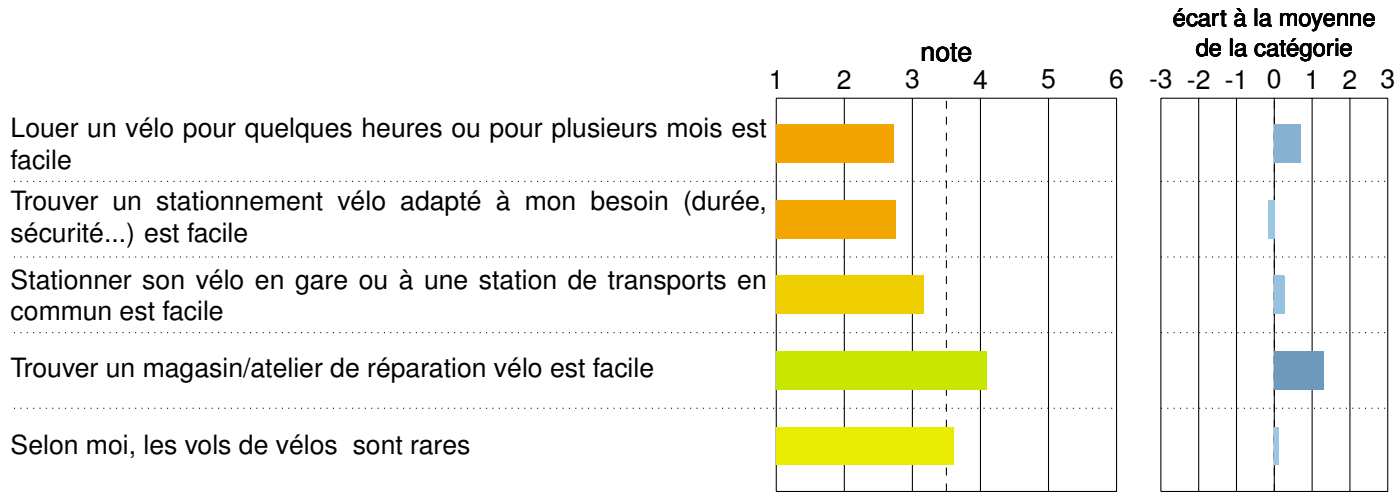 écart à la moyenne
de la catégorie
note
1 2 3 4 5 6
-3 -2 -1 0 1 2 3
Louer un vélo pour quelques heures ou pour plusieurs mois est
facile
Trouver un stationnement vélo adapté à mon besoin (durée,
sécurité...) est facile
Stationner son vélo en gare ou à une station de transports en
commun est facile
Trouver un magasin/atelier de réparation vélo est facile
Selon moi, les vols de vélos sont rares